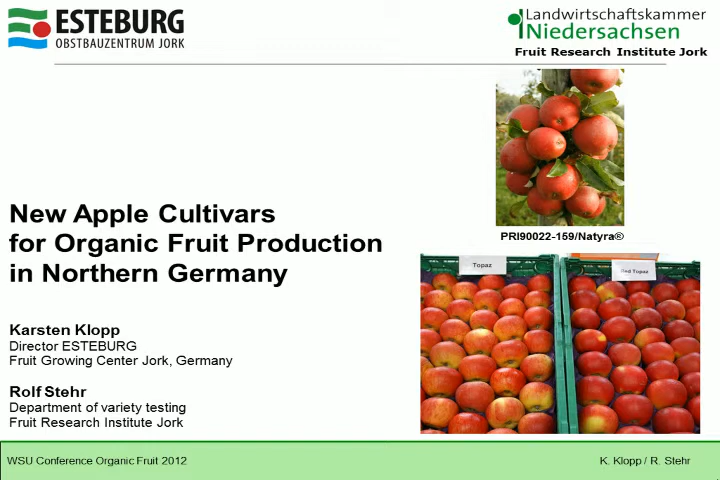 ESTEBURG
OBSTBAUZENTRUM JORK
Landwirtschaftskammer
Niedersachsen
Fruit Research Institute Jork
PRI90022-159/Natyra®
New Apple Cultivars
for Organic Fruit Production
in Northern Germany
Topaz
Red Topaz
Karsten Klopp
Director ESTEBURG
Fruit Growing Center Jork, Germany
Rolf Stehr
Department of variety testing
Fruit Research Institute Jork
WSU Conference Organic Fruit 2012
K. Klopp / R. Stehr